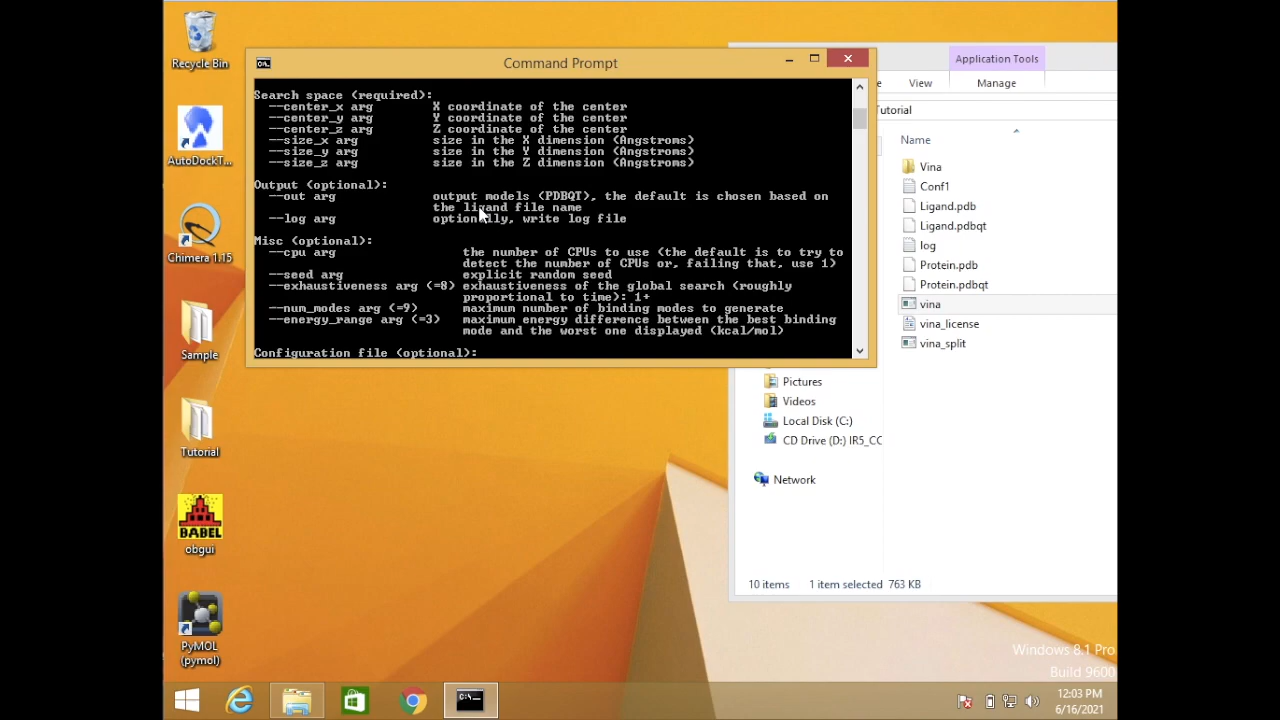 Recycle Bin
AutoDockT...
Chimera 1.15
Sample
Tutorial
BABEL
obgui
PyMOL
(pymol)
C:\.
Command Prompt
Search space (required):
--center_x arg X coordinate of the center
--center_y arg Y coordinate of the center
--center_z arg Z coordinate of the center
--size_x arg size in the X dimension (Angstroms)
--size_y arg size in the Y dimension (Angstroms)
--size_z arg size in the Z dimension (Angstroms)
Output (optional):
--out arg output models (PDBQT), the default is chosen based on
the ligand file name
--log arg optionally, write log file
Misc (optional):
--cpu arg the number of CPUs to use (the default is to try to
detect the number of CPUs or, failing that, use 1)
--seed arg explicit random seed
--exhaustiveness arg (=8) exhaustiveness of the global search (roughly
proportional to time): 1+
--num_modes arg (=9) maximum number of binding modes to generate
--energy_range arg (=3) maximum energy difference between the best binding
mode and the worst one displayed (kcal/mol)
Configuration file (optional):
Application Tools
e View Manage
Tutorial
Name
Vina
Conf1
Ligand.pdb
Ligand.pdbqt
log
Protein.pdb
Protein.pdbqt
vina
vina_license
vina_split
Pictures
Videos
Local Disk (C:)
CD Drive (D:) IR5_CC
Network
10 items 1 item selected 763 KB
Windows 8.1 Pro
Build 9600
C:\.
12:03 PM
6/16/2021